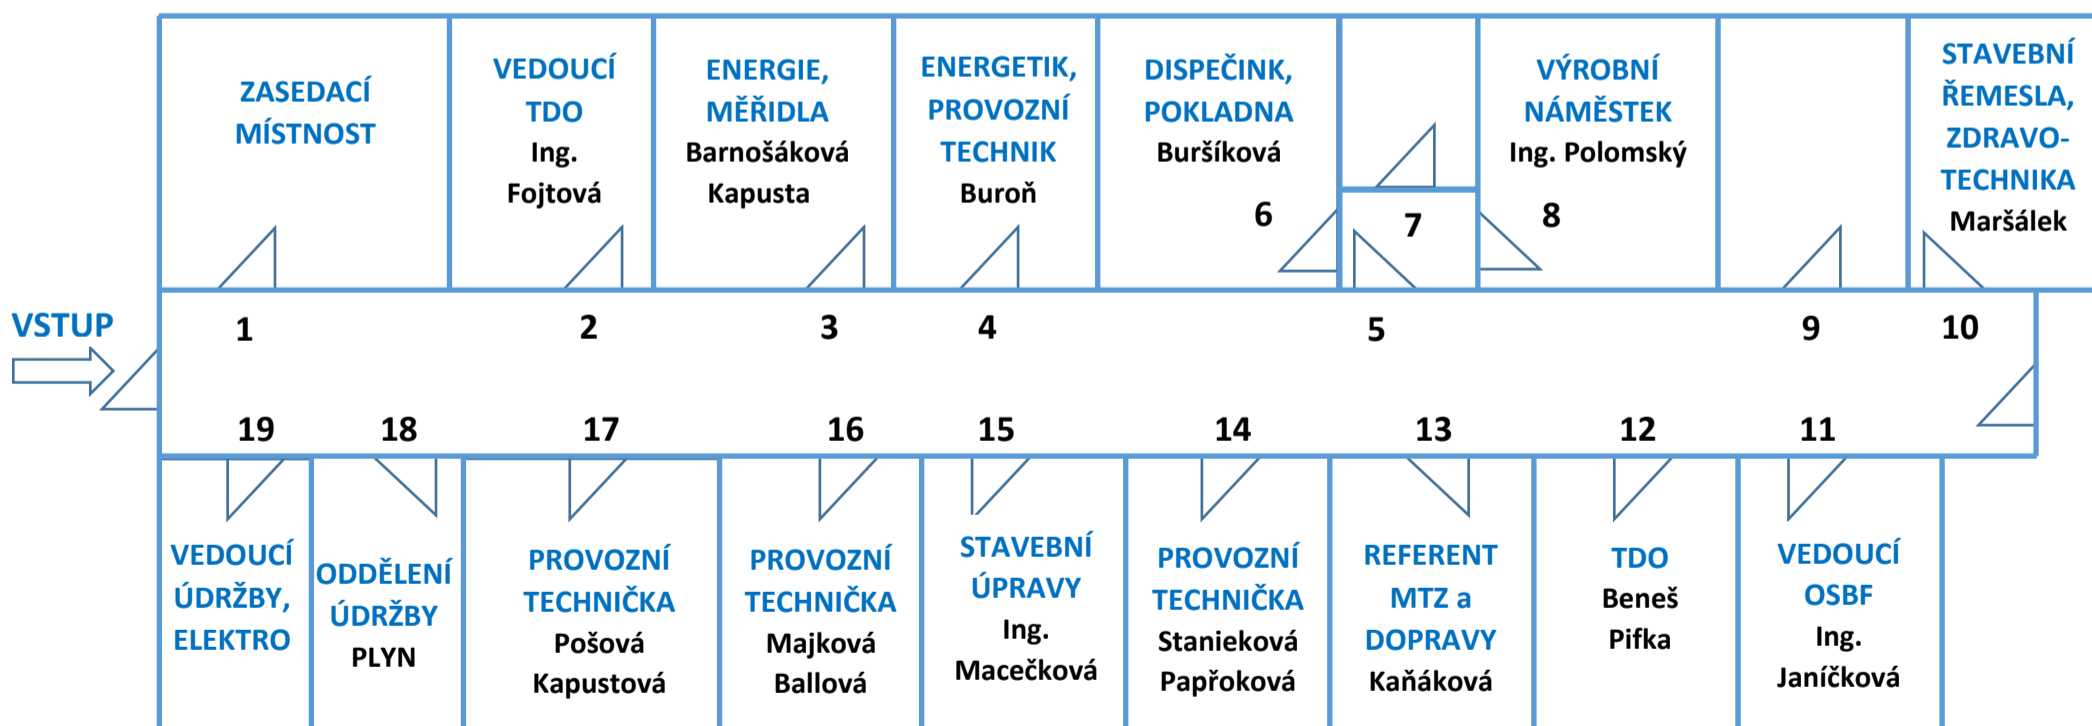 ZASEDACÍ
MÍSTNOST
VEDOUCÍ
TDO
Ing.
Fojtová
ENERGIE,
MĚŘIDLA
Barnošáková
Kapusta
ENERGETIK,
PROVOZNÍ
TECHNIK
Buroň
DISPEČINK,
POKLADNA
Buršíková
6
7
VÝROBNÍ
NÁMĚSTEK
Ing. Polomský
8
STAVEBNÍ
ŘEMESLA,
ZDRAVO-
TECHNIKA
Maršálek
VSTUP
1
2
3
4
5
9
10
19
18
17
16
15
14
13
12
11
VEDOUCÍ
ÚDRŽBY,
ELEKTRO
ODDĚLENÍ
ÚDRŽBY
PLYN
PROVOZNÍ
TECHNIČKA
Pošová
Kapustová
PROVOZNÍ
TECHNIČKA
Majková
Ballová
STAVEBNÍ
ÚPRAVY
Ing.
Macečková
PROVOZNÍ
TECHNIČKA
Stanieková
Papřoková
REFERENT
MTZ a
DOPRAVY
Kaňáková
TDO
Beneš
Pifka
VEDOUCÍ
OSBF
Ing.
Janíčková